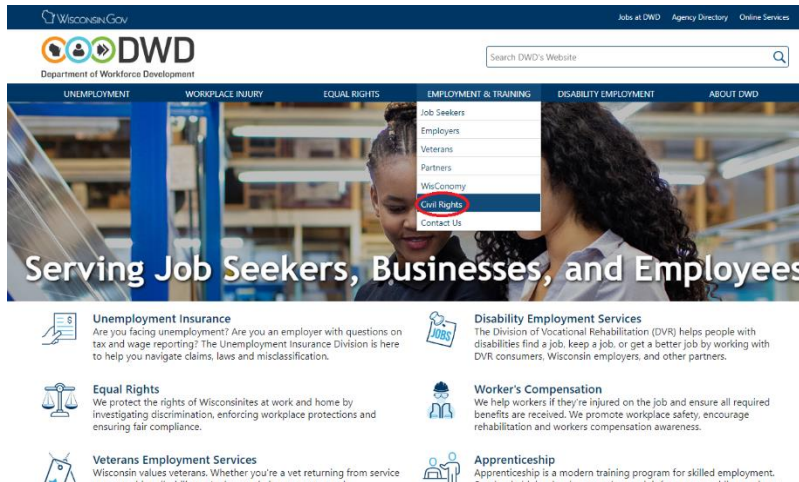 WISCONSIN.GOV
Jobs at DWD Agency Directory Online Services
DWD
Department of Workforce Development
Search DWD's Website
UNEMPLOYMENT WORKPLACE INJURY EQUAL RIGHTS EMPLOYMENT & TRAINING DISABILITY EMPLOYMENT ABOUT DWD
Job Seekers
Employers
Veterans
Partners
WisConomy
Civil Rights
Contact Us
Serving Job Seekers, Businesses, and Employees
Unemployment Insurance
Are you facing unemployment? Are you an employer with questions on
tax and wage reporting? The Unemployment Insurance Division is here
to help you navigate claims, laws and misclassification.
Disability Employment Services
The Division of Vocational Rehabilitation (DVR) helps people with
disabilities find a job, keep a job, or get a better job by working with
DVR consumers, Wisconsin employers, and other partners.
JOBS
Equal Rights
We protect the rights of Wisconsinites at work and home by
investigating discrimination, enforcing workplace protections and
ensuring fair compliance.
Worker's Compensation
We help workers if they're injured on the job and ensure all required
benefits are received. We promote workplace safety, encourage
rehabilitation and workers compensation awareness.
Veterans Employment Services
Wisconsin values veterans. Whether you're a vet returning from service
Apprenticeship
Apprenticeship is a modern training program for skilled employment.